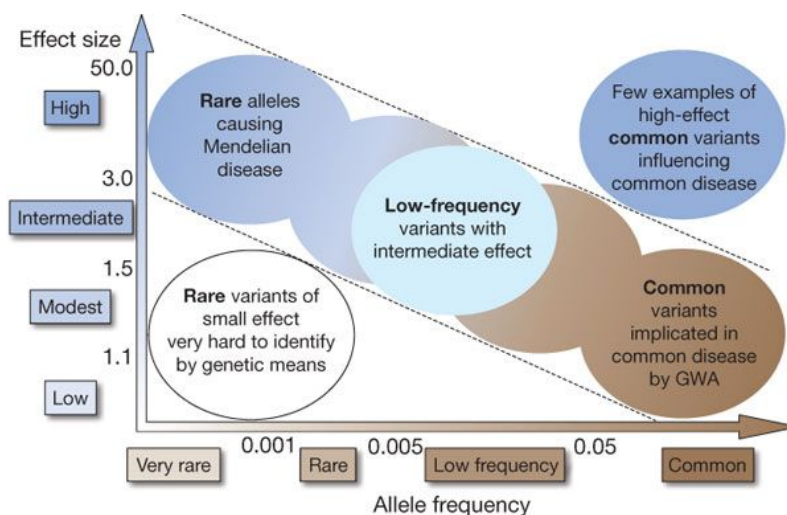 Effect size
50.0
High
3.0
Intermediate
1.5
Modest
1.1
Low
Rare alleles
causing
Mendelian
disease
Few examples of
high-effect
common variants
influencing
common disease
Low-frequency
variants with
intermediate effect
Rare variants of
small effect
very hard to identify
by genetic means
Common
variants
implicated in
common disease
by GWA
0.001
0.005
0.05
Very rare
Rare
Low frequency
Common
Allele frequency